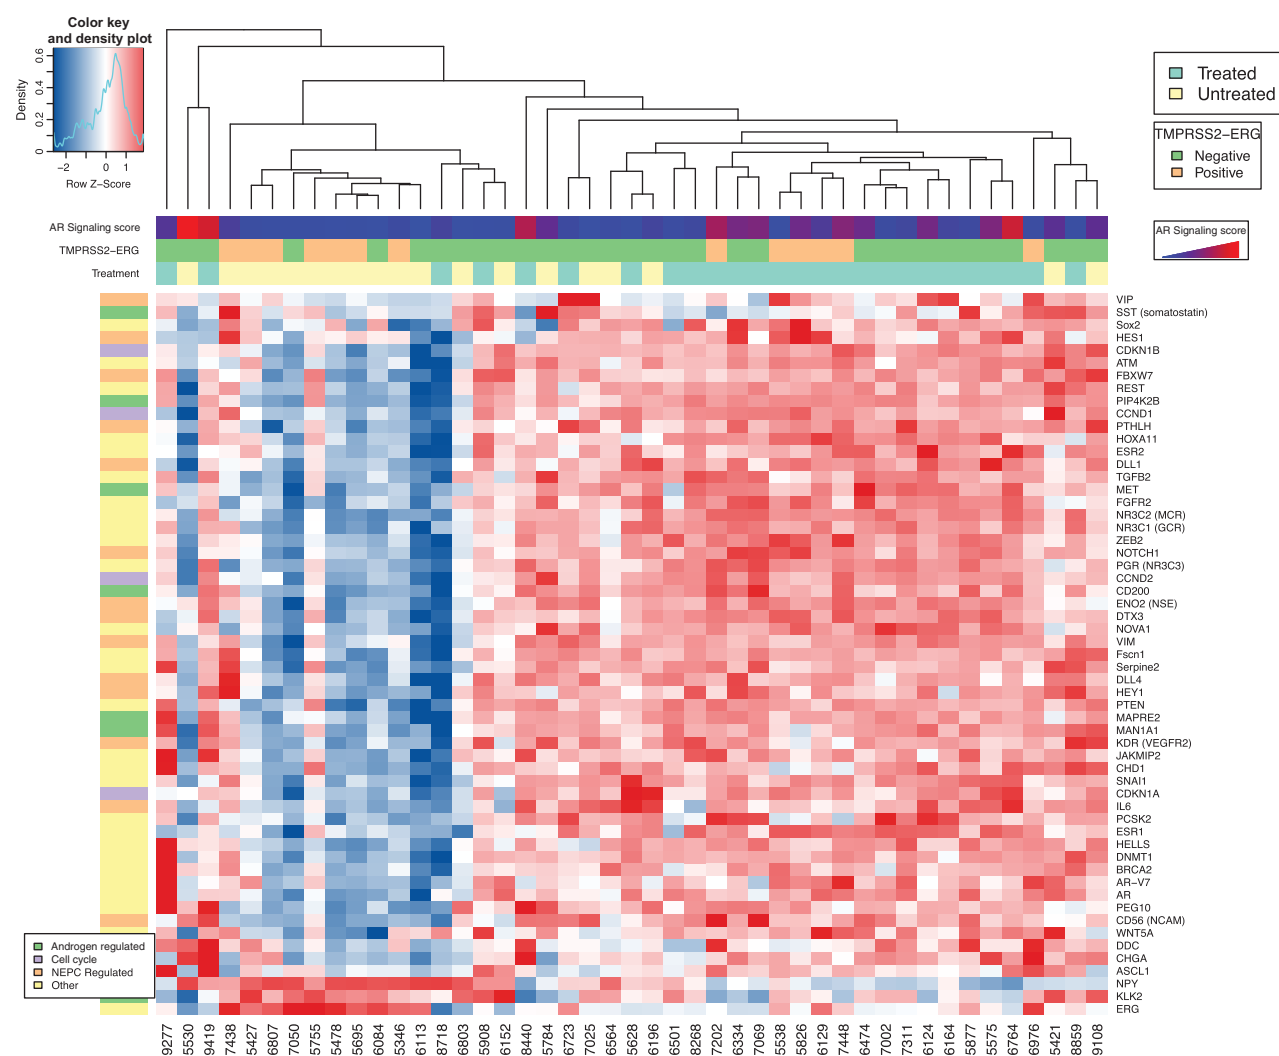 Color key
and density plot
Density
0
0.2
0.4
0.6
−2
0
1
Row Z−Score
Treated
Untreated
TMPRSS2−ERG
Negative
Positive
AR Signaling score
AR Signaling score
TMPRSS2−ERG
Treatment
VIP
SST (somatostatin)
Sox2
HES1
CDKN1B
ATM
FBXW7
REST
PIP4K2B
CCND1
PTHLH
HOXA11
ESR2
DLL1
TGFB2
MET
FGFR2
NR3C2 (MCR)
NR3C1 (GCR)
ZEB2
NOTCH1
PGR (NR3C3)
CCND2
CD200
ENO2 (NSE)
DTX3
NOVA1
VIM
Fscn1
Serpine2
DLL4
HEY1
PTEN
MAPRE2
MAN1A1
KDR (VEGFR2)
JAKMIP2
CHD1
SNAI1
CDKN1A
IL6
PCSK2
ESR1
HELLS
DNMT1
BRCA2
AR−V7
AR
PEG10
CD56 (NCAM)
WNT5A
DDC
CHGA
ASCL1
NPY
KLK2
ERG
Androgen regulated
Cell cycle
NEPC Regulated
Other
9277
5530
9419
7438
5427
6807
7050
5755
5478
5695
6084
5346
6113
8718
6803
5908
6152
8440
5784
6723
7025
6564
5628
6196
6501
8268
7202
6334
7069
5538
5826
6129
7448
6474
7002
7311
6124
6164
5877
5575
6764
6976
5421
5859
6108